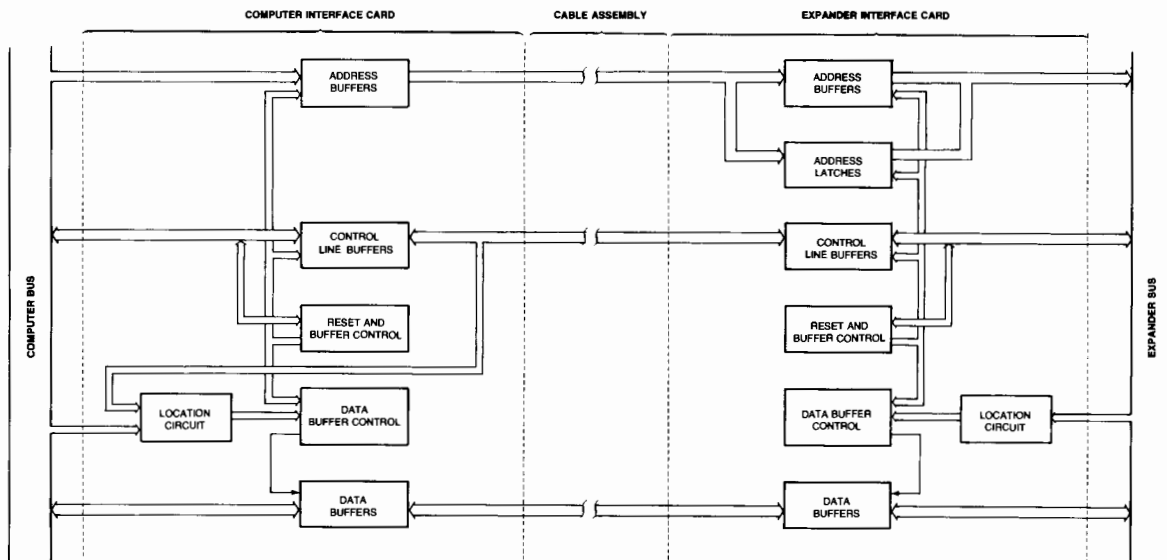 COMPUTER INTERFACE CARD
CABLE ASSEMBLY
EXPANDER INTERFACE CARD
ADDRESS
BUFFERS
ADDRESS
BUFFERS
ADDRESS
LATCHES
CONTROL
LINE BUFFERS
CONTROL
LINE BUFFERS
COMPUTER BUS
EXPANDER BUS
RESET AND
BUFFER CONTROL
RESET AND
BUFFER CONTROL
LOCATION
CIRCUIT
DATA
BUFFER CONTROL
DATA BUFFER
CONTROL
LOCATION
CIRCUIT
DATA
BUFFERS
DATA
BUFFERS